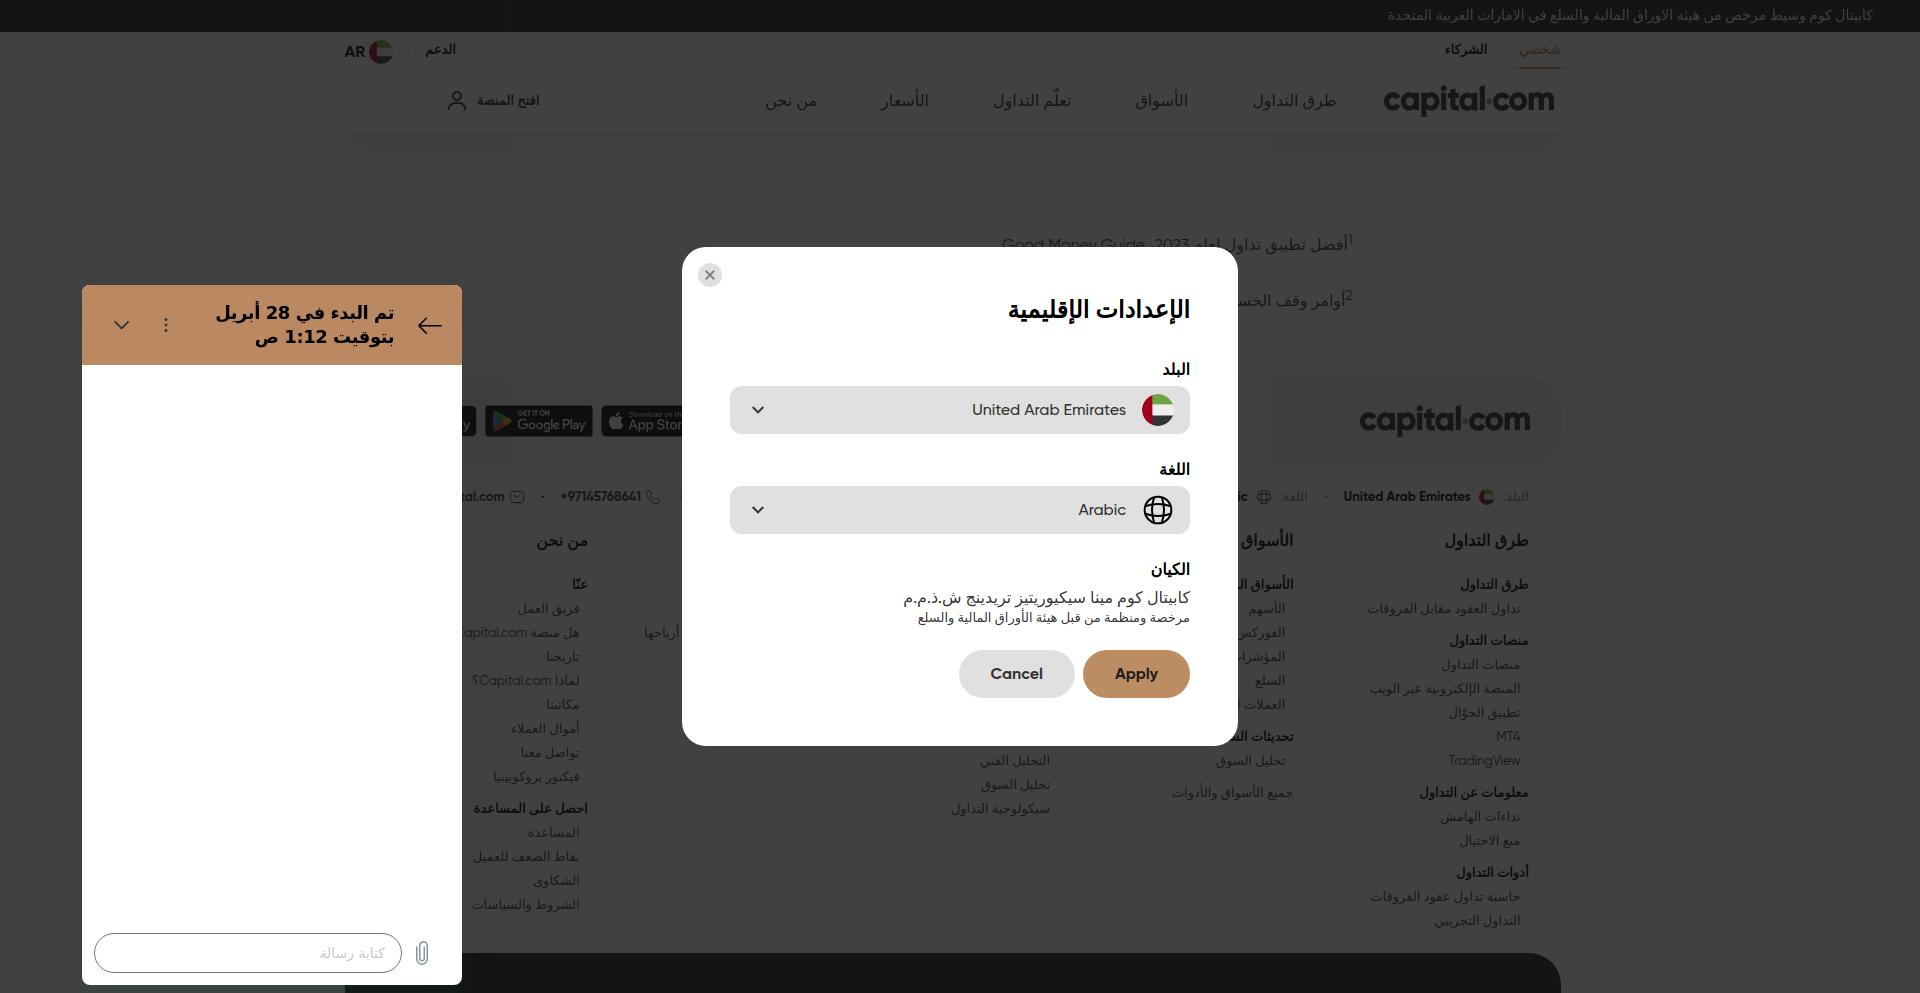 كابيتال كوم وسيط مرخص من هيئة الاوراق المالية والسلع في الامارات العربية المتحدة
شخصي
الشركاء
الدعم
AR
capital.com
طرق التداول
الأسواق
تعلّم التداول
الأسعار
من نحن
افتح المنصة
1أفضل تطبيق تداول لعام 2023، Good Money Guide
2أوامر وقف
تم البدء في 28 أبريل
بتوقيت 1:12 ص
كتابة رسالة
الإعدادات الإقليمية
البلد
United Arab Emirates
اللغة
Arabic
الكيان
كابيتال كوم مينا سيكيوريتيز تريدينج ش.ذ.م.م
مرخصة ومنظمة من قبل هيئة الأوراق المالية والسلع
Apply
Cancel
capital.com
Download on the
App Stor
GET IT ON
Google Play
البلد:
United Arab Emirates
•
اللغة:
ic
+97145768641
•
tal.com
طرق التداول
طرق التداول
تداول العقود مقابل الفروقات
منصات التداول
منصات التداول
المنصة الإلكترونية عبر الويب
تطبيق الجوّال
MT4
TradingView
معلومات عن التداول
نداءات الهامش
منع الاحتيال
أدوات التداول
حاسبة تداول عقود الفروقات
التداول التجريبي
الأسواق
الأسواق
الأسهم
الفوركس
المؤشرات
السلع
العملات
تحديثات
تحليل السوق
جميع الأسواق والأدوات
التحليل الفني
تحليل السوق
سيكولوجية التداول
أرباحها
من نحن
عنّا
فريق العمل
هل منصة Capital.com
تاريخنا
لماذا Capital.com؟
مكاتبنا
أموال العملاء
تواصل معنا
فيكتور بروكوبينيا
احصل على المساعدة
المساعدة
نقاط الضعف للعميل
الشكاوى
الشروط والسياسات